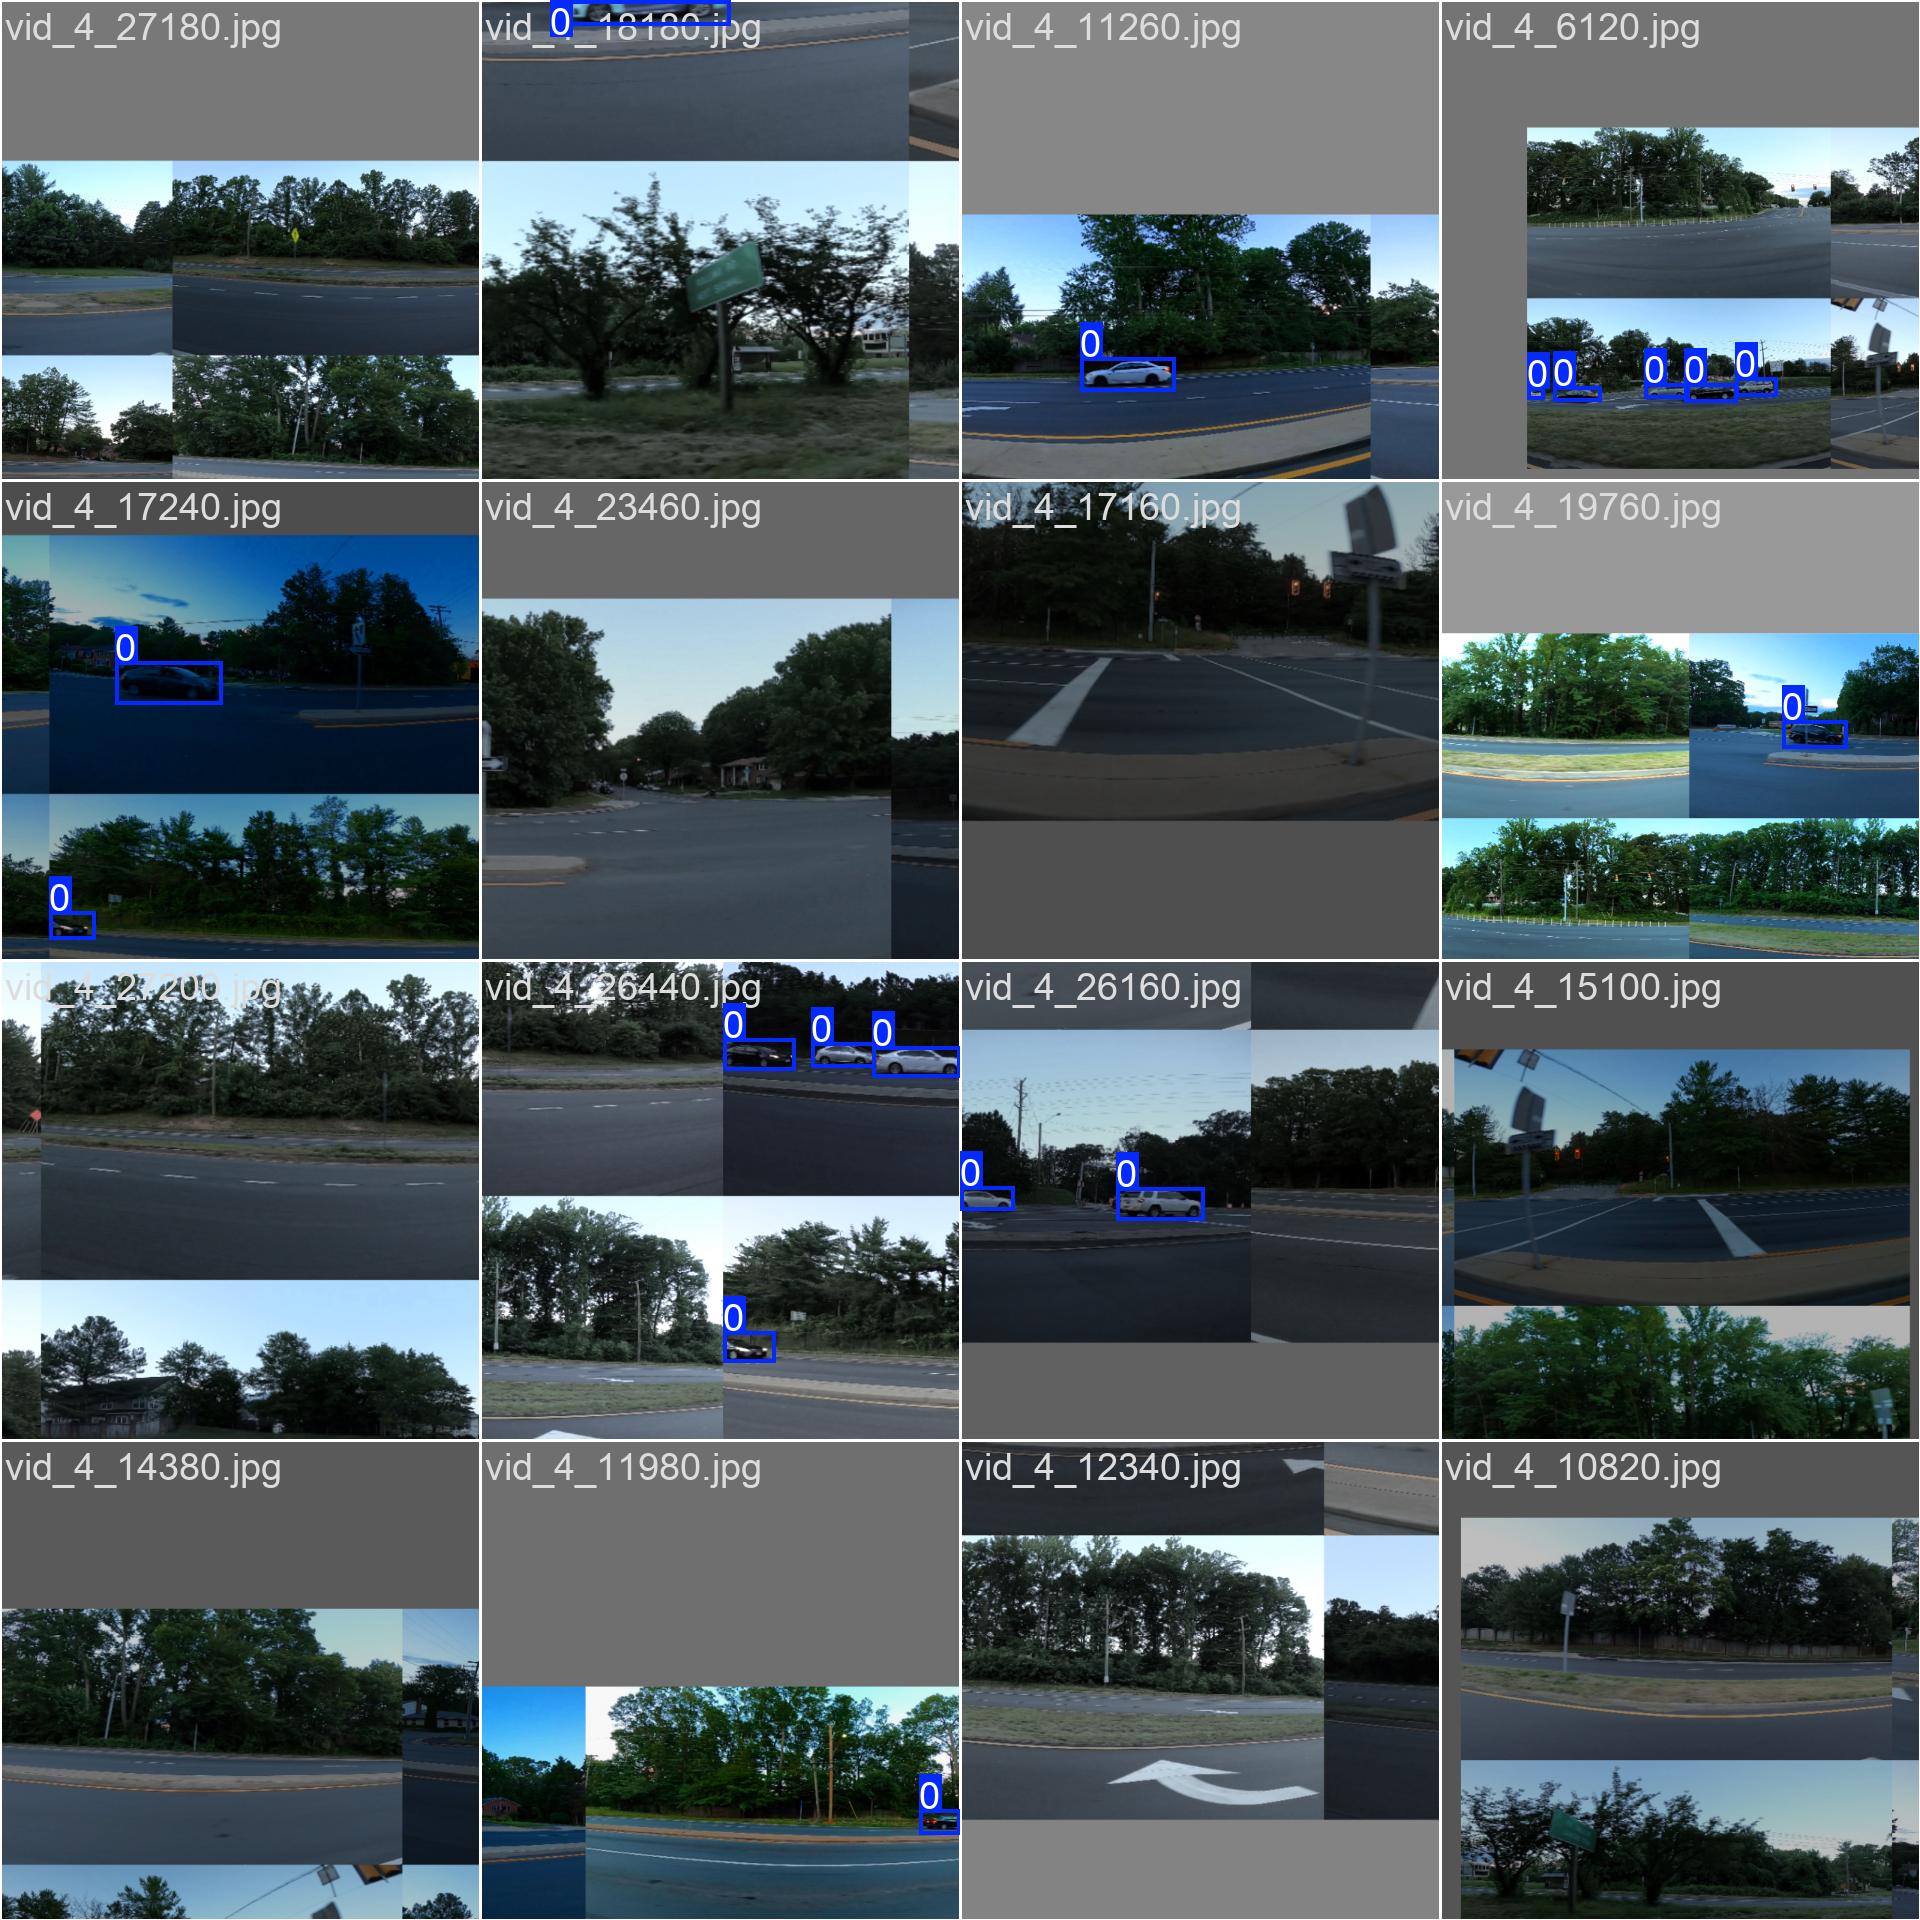 vid_4_27180.jpg
0
vid_4_18180.jpg
vid_4_11260.jpg
0
vid_4_6120.jpg
0 0 0 0 0
vid_4_17240.jpg
0
0
vid_4_23460.jpg
vid_4_17160.jpg
vid_4_19760.jpg
0
vid_4_27200.jpg
vid_4_26440.jpg
0 0 0
0
vid_4_26160.jpg
0 0
vid_4_15100.jpg
vid_4_14380.jpg
vid_4_11980.jpg
0
vid_4_12340.jpg
vid_4_10820.jpg